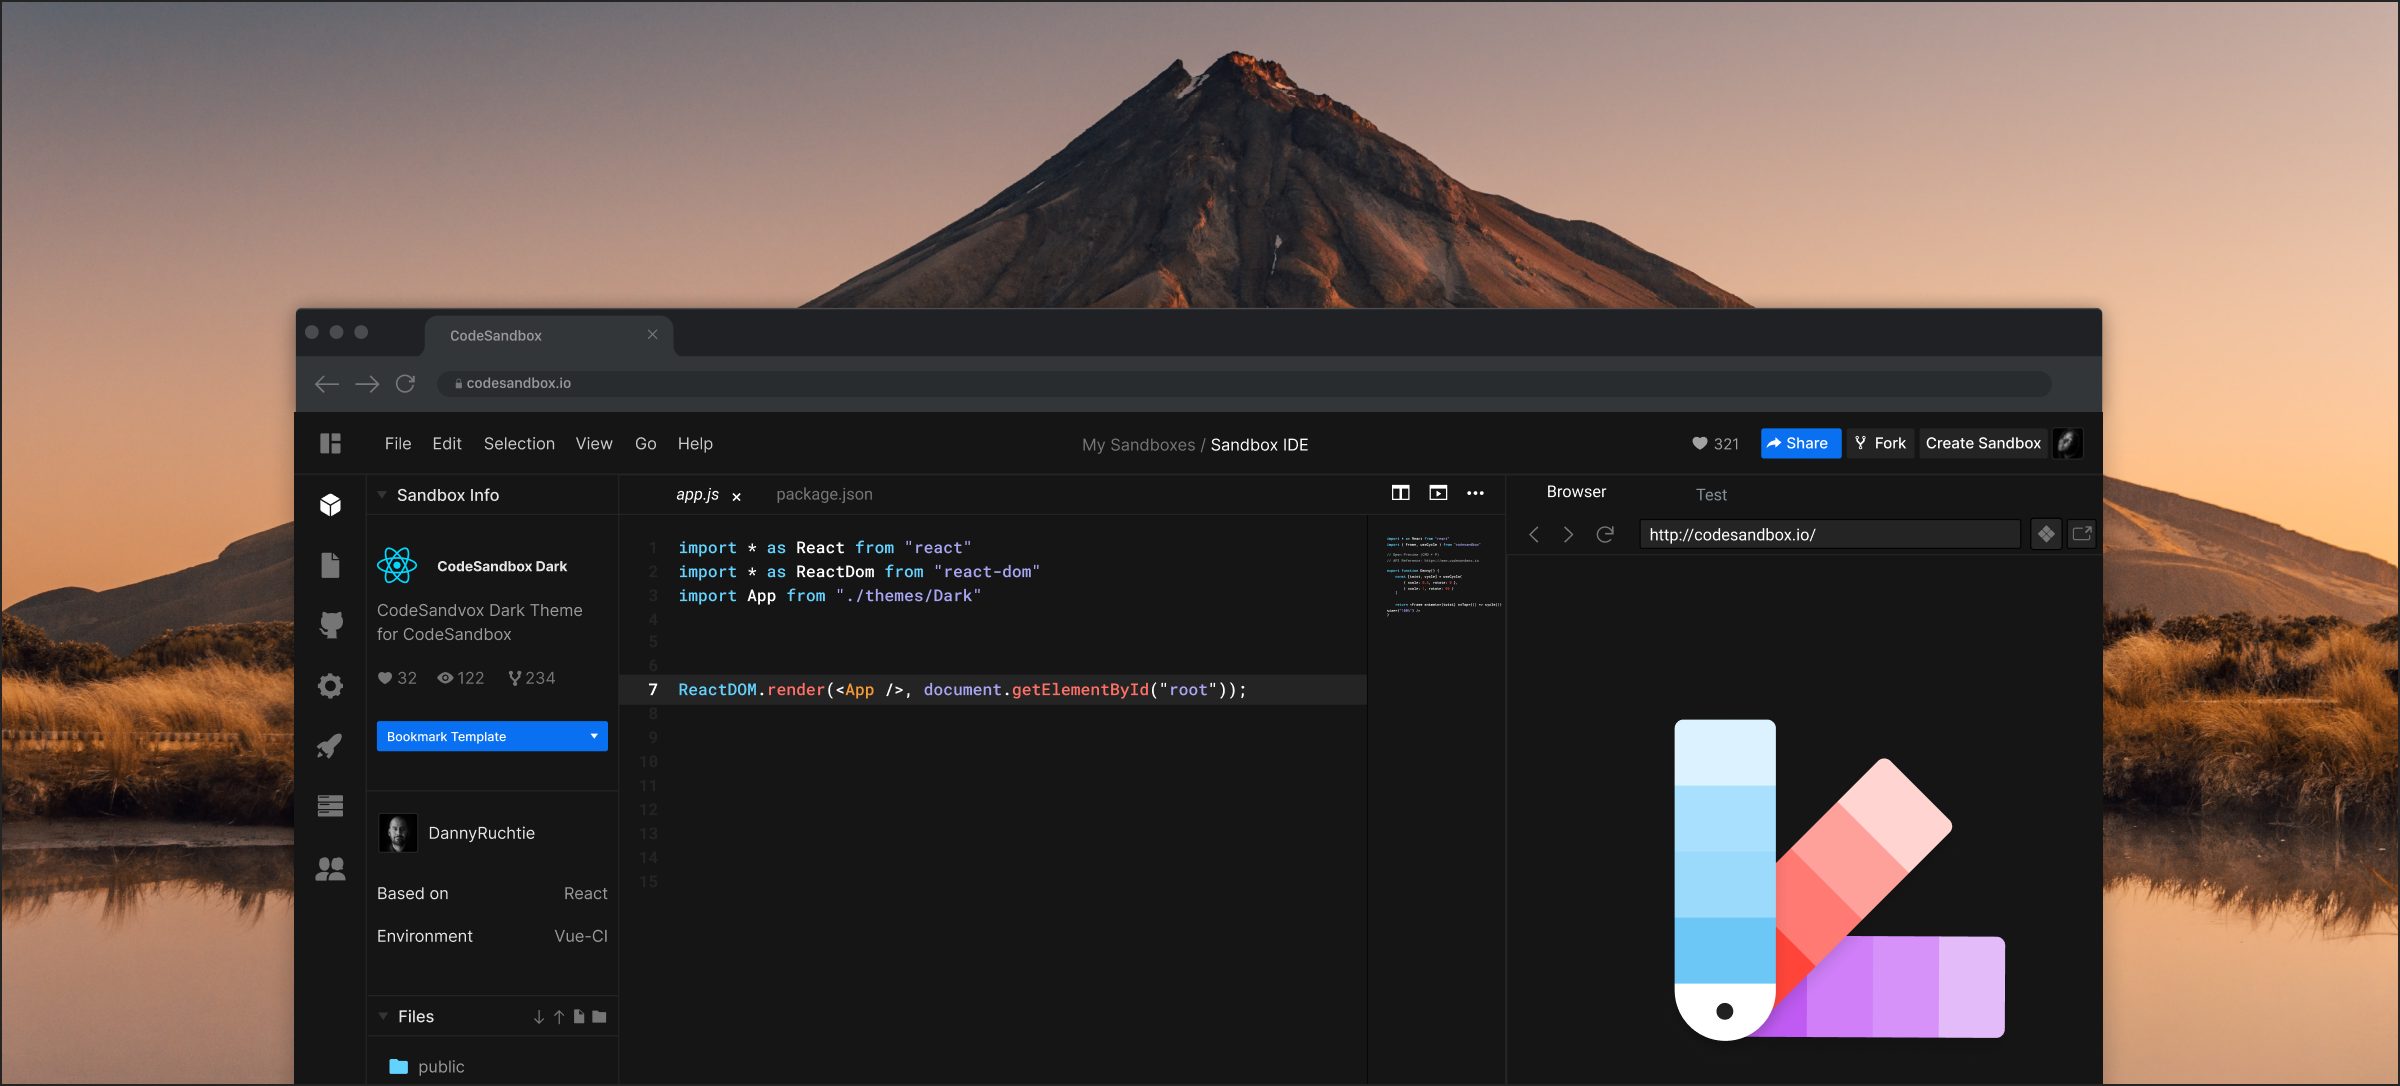 CodeSandbox
codesandbox.io
File Edit Selection View Go Help
My Sandboxes / Sandbox IDE
321
Share
Fork
Create Sandbox
Sandbox Info
CodeSandbox Dark
CodeSandvox Dark Theme
for CodeSandbox
32 122 234
Bookmark Template
DannyRuchtie
Based on React
Environment Vue-CI
Files
public
app.js package.json
1 import * as React from "react"
2 import * as ReactDom from "react-dom"
3 import App from "./themes/Dark"
4
5
6
7 ReactDOM.render(<App />, document.getElementById("root"));
8
9
10
11
12
13
14
15
Browser Test
http://codesandbox.io/